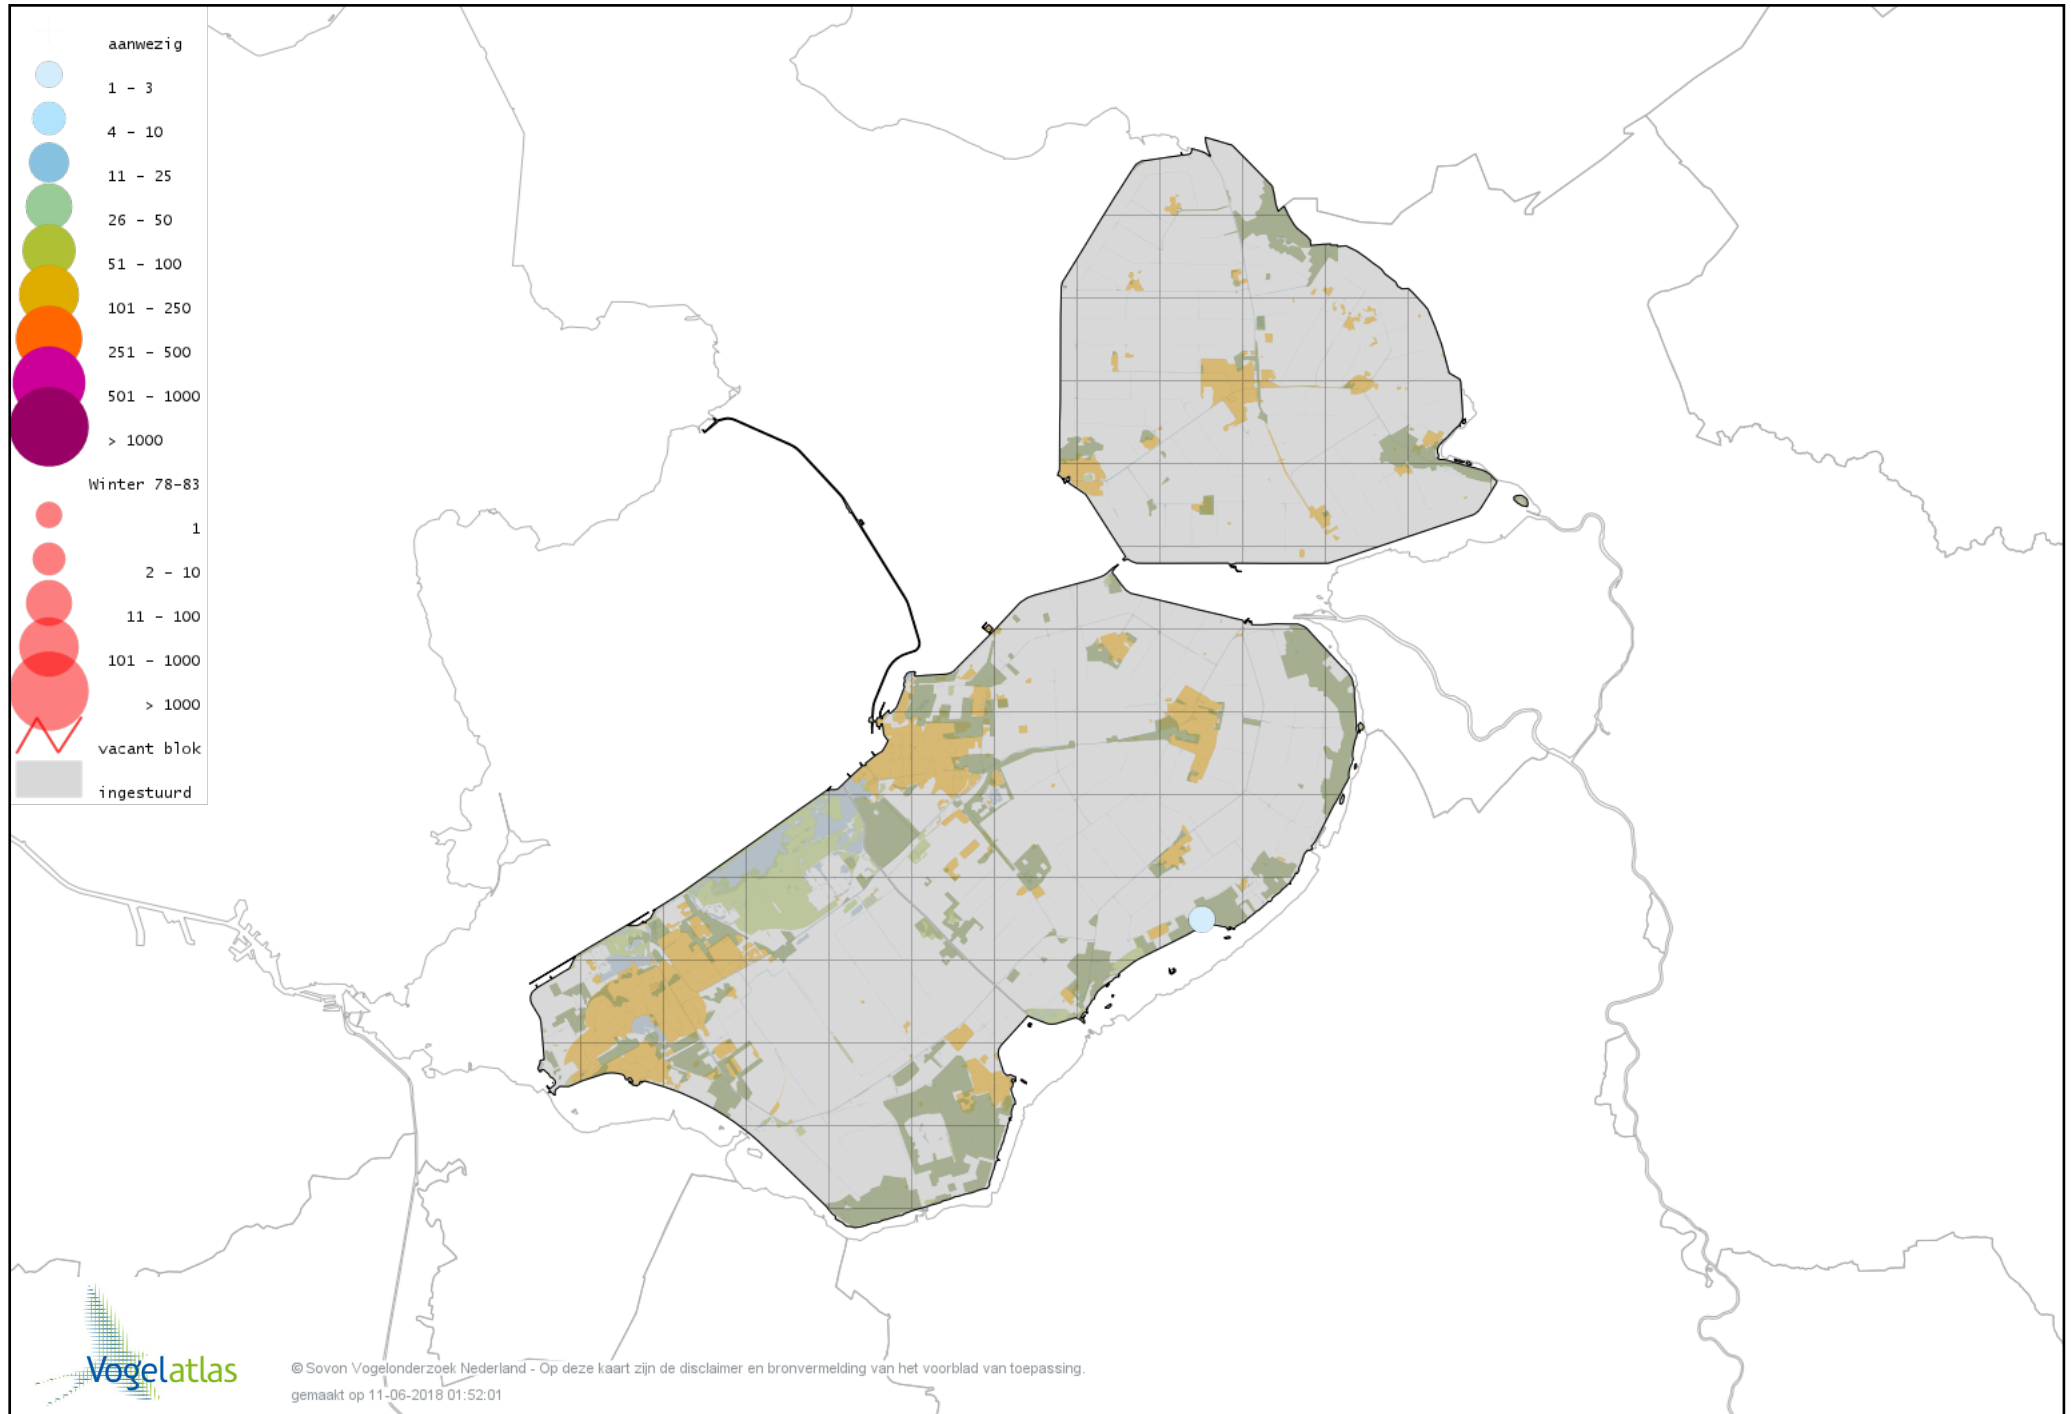 aanwezig
1 - 3
4 - 10
11 - 25
26 - 50
51 - 100
101 - 250
251 - 500
501 - 1000
> 1000
Winter 78-83
1
2 - 10
11 - 100
101 - 1000
> 1000
vacant blok
ingestuurd
Vogelatlas
© Sovon Vogelonderzoek Nederland - Op deze kaart zijn de disclaimer en bronvermelding van het voorblad van toepassing.
gemaakt op 11-06-2018 01:52:01